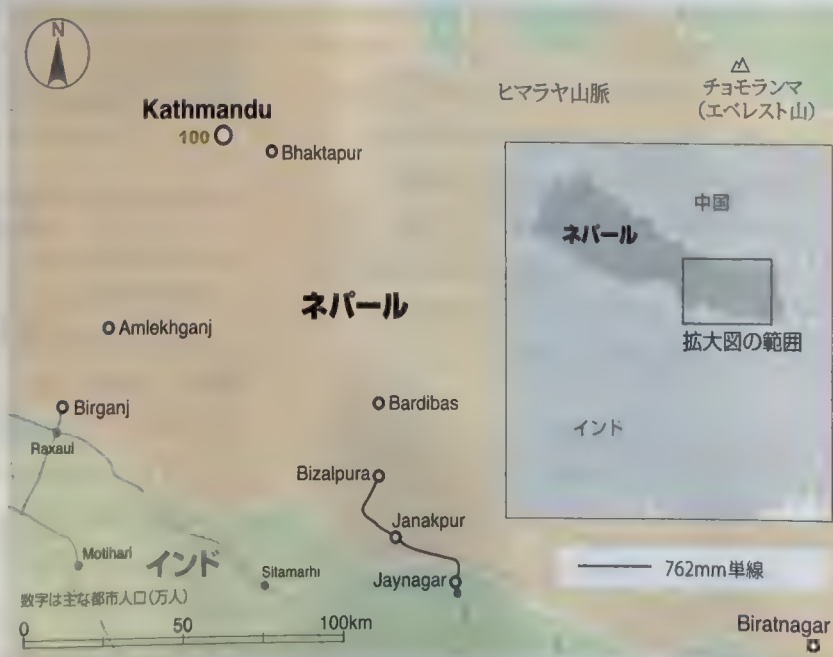 N
Kathmandu
100
Bhaktapur
ヒマラヤ山脈
チョモランマ
(エベレスト山)
中国
ネパール
拡大図の範囲
インド
ネパール
Amlekhganj
Birganj
Raxaul
Bardibas
Bizalpura
Janakpur
Jaynagar
Motihari
インド
Sitamarhi
762mm単線
数字は主な都市人口(万人)
0 50 100km
Biratnagar